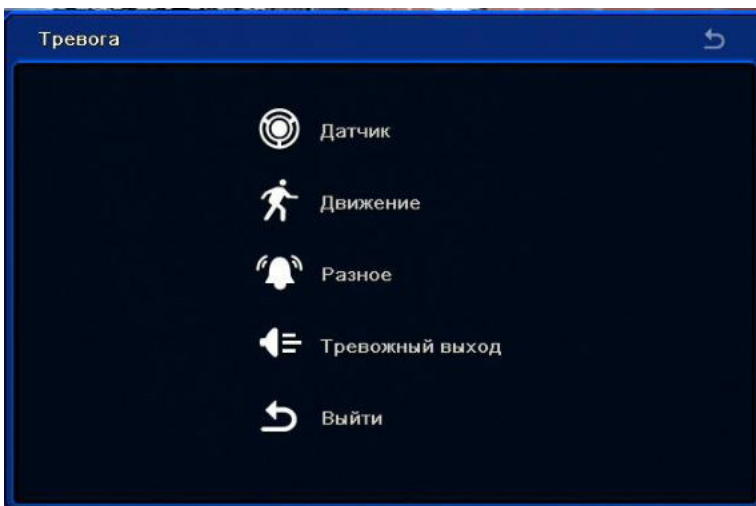 Тревога
Датчик
Движение
Разное
Тревожный выход
Выйти